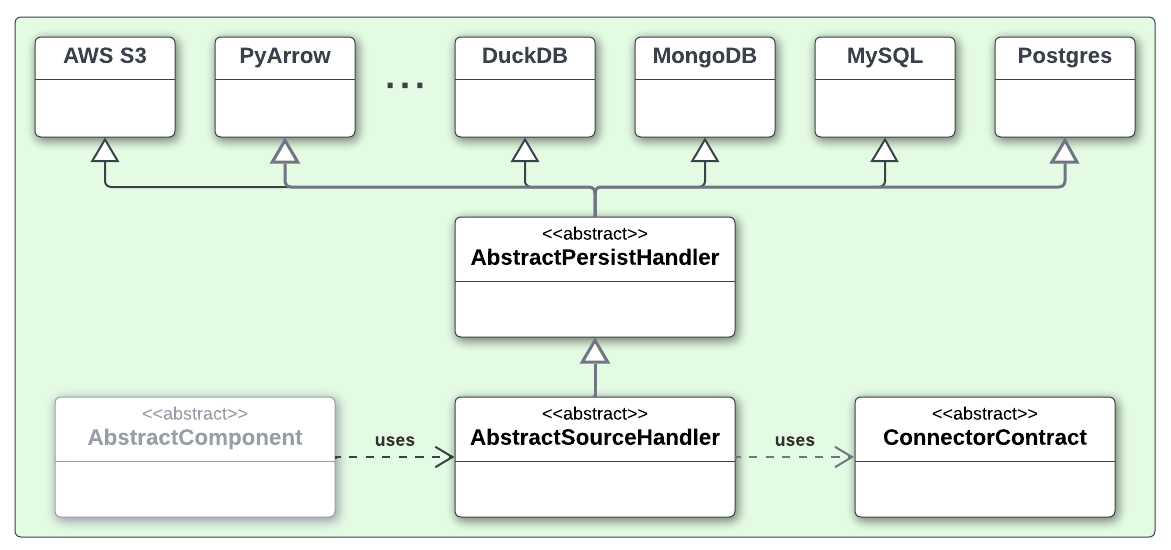 AWS S3
PyArrow
...
DuckDB
MongoDB
MySQL
Postgres
<<abstract>>
AbstractPersistHandler
<<abstract>>
AbstractComponent
uses
<<abstract>>
AbstractSourceHandler
uses
<<abstract>>
ConnectorContract